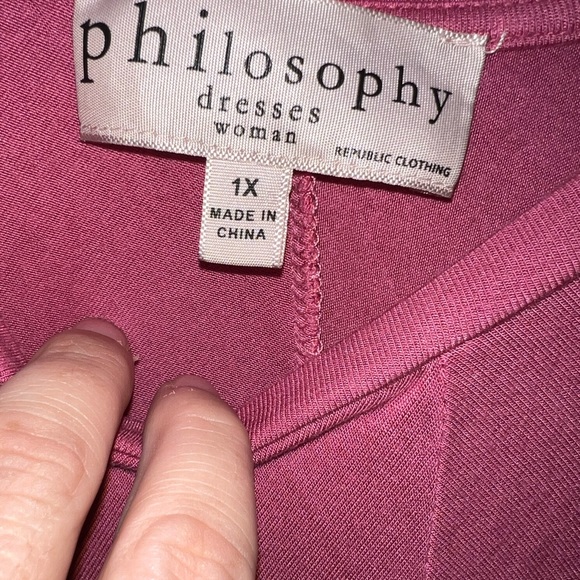 philosophy
dresses
woman
REPUBLIC CLOTHING
1X
MADE IN
CHINA